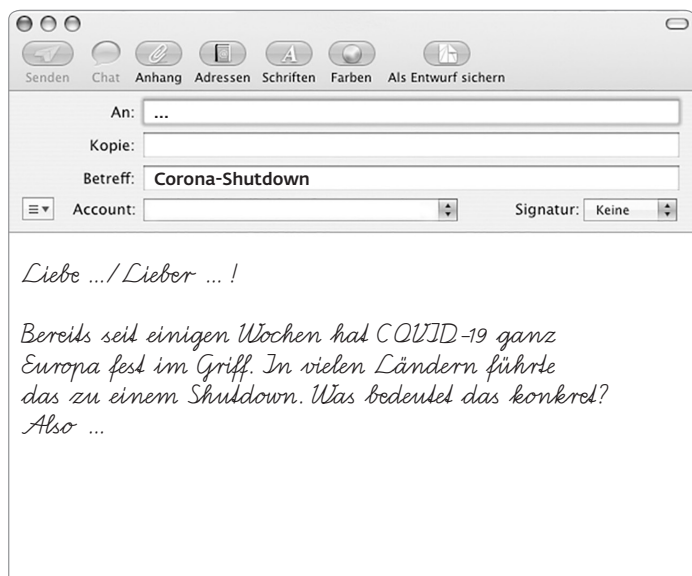 Senden Chat Anhang Adressen Schriften Farben Als Entwurf sichern
An: ...
Kopie:
Betreff: Corona-Shutdown
Account: Signatur: Keine
Liebe .../ Lieber ... !
Bereits seit einigen Wochen hat COVID-19 ganz
Europa fest im Griff. In vielen Ländern führte
das zu einem Shutdown. Was bedeutet das konkret?
Also ...